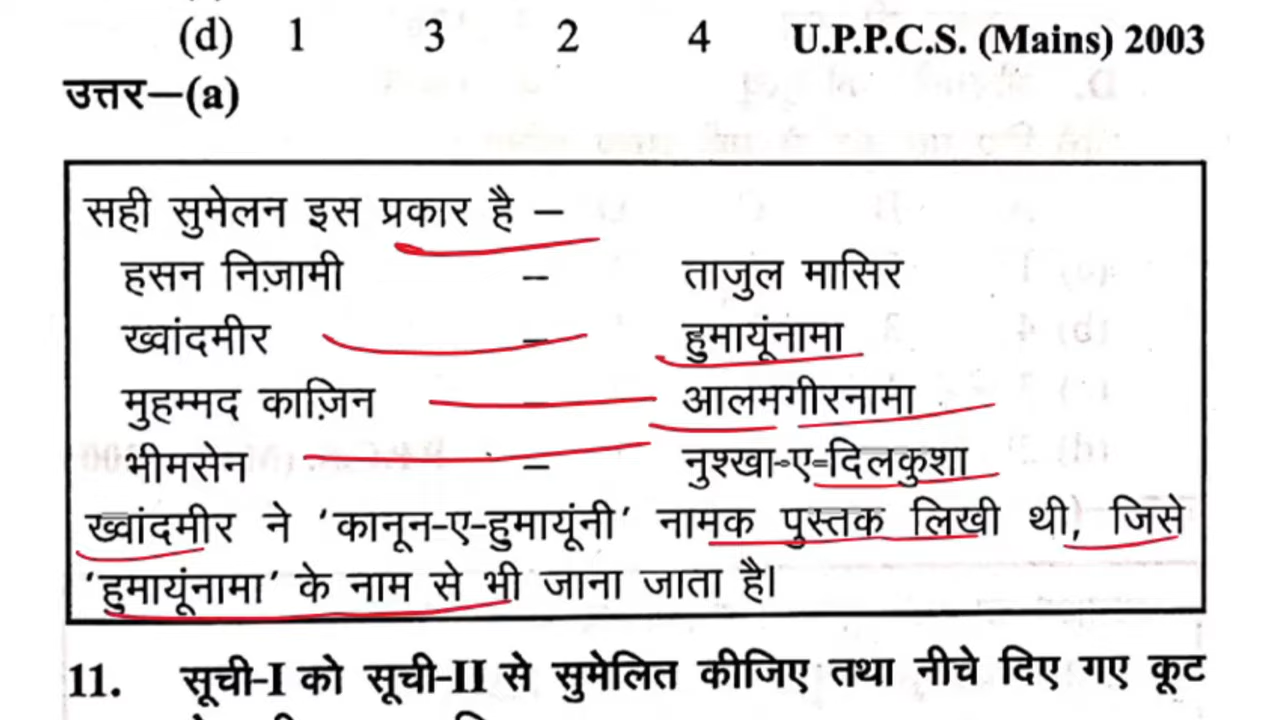 (d) 1 3 2 4 U.P.P.C.S. (Mains) 2003
उत्तर–(a)
सही सुमेलन इस प्रकार है –
हसन निज़ामी – ताजुल मासिर
ख्वांदमीर – हुमायूंनामा
मुहम्मद काज़िन – आलमगीरनामा
भीमसेन – नुश्खा-ए-दिलकुशा
ख्वांदमीर ने 'कानून-ए-हुमायूंनी' नामक पुस्तक लिखी थी, जिसे
'हुमायूंनामा' के नाम से भी जाना जाता है।
11. सूची-I को सूची-II से सुमेलित कीजिए तथा नीचे दिए गए कूट